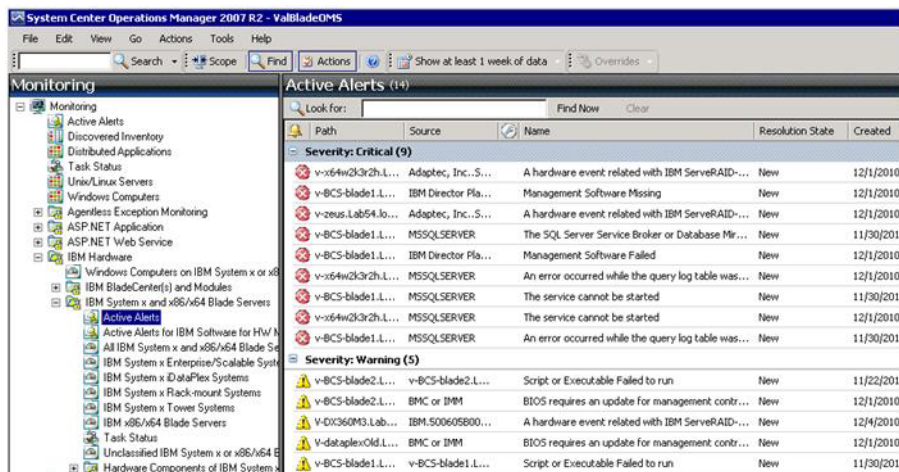 System Center Operations Manager 2007 R2 - ValBladeOMS
File Edit View Go Actions Tools Help
Search Scope Find Actions Show at least 1 week of data Overrides
Monitoring
Monitoring
Active Alerts
Discovered Inventory
Distributed Applications
Task Status
Unix/Linux Servers
Windows Computers
Agentless Exception Monitoring
ASP.NET Application
ASP.NET Web Service
IBM Hardware
Windows Computers on IBM System x or x8
IBM BladeCenter(s) and Modules
IBM System x and x86/x64 Blade Servers
Active Alerts
Active Alerts for IBM Software for HW M
All IBM System x and x86/x64 Blade Se
IBM System x Enterprise/Scalable Syste
IBM System x iDataPlex Systems
IBM System x Rack-mount Systems
IBM System x Tower Systems
IBM x86/x64 Blade Servers
Task Status
Unclassified IBM System x or x86/x64 B
Hardware Components of IBM System x
Active Alerts (14)
Look for: Find Now Clear
Path Source Name Resolution State Created
Severity: Critical (9)
v-x64w2k3r2h.L... Adaptec, Inc..S... A hardware event related with IBM ServeRAID-... New 12/1/2010
v-BCS-blade1.L... IBM Director Pla... Management Software Missing New 12/1/2010
v-zeus.Lab54.lo... Adaptec, Inc..S... A hardware event related with IBM ServeRAID-... New 12/1/2010
v-BCS-blade1.L... MSSQLSERVER The SQL Server Service Broker or Database Mir... New 11/30/201
v-BCS-blade1.L... IBM Director Pla... Management Software Failed New 12/1/2010
v-x64w2k3r2h.L... MSSQLSERVER An error occurred while the query log table was... New 12/1/2010
v-BCS-blade1.L... MSSQLSERVER The service cannot be started New 11/30/201
v-x64w2k3r2h.L... MSSQLSERVER The service cannot be started New 12/1/2010
v-BCS-blade1.L... MSSQLSERVER An error occurred while the query log table was... New 11/30/201
Severity: Warning (5)
v-BCS-blade2.L... v-BCS-blade2.L... Script or Executable Failed to run New 11/22/201
v-BCS-blade2.L... BMC or IMM BIOS requires an update for management contr... New 12/1/2010
V-DX360M3.Lab... IBM.500605B00... A hardware event related with IBM ServeRAID-... New 12/4/2010
V-dataplexOld.L... BMC or IMM BIOS requires an update for management contr... New 12/1/2010
v-BCS-blade1.L... v-BCS-blade1.L... Script or Executable Failed to run New 11/30/201